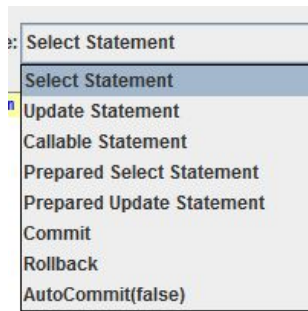 e: Select Statement
Select Statement
Update Statement
Callable Statement
Prepared Select Statement
Prepared Update Statement
Commit
Rollback
AutoCommit(false)